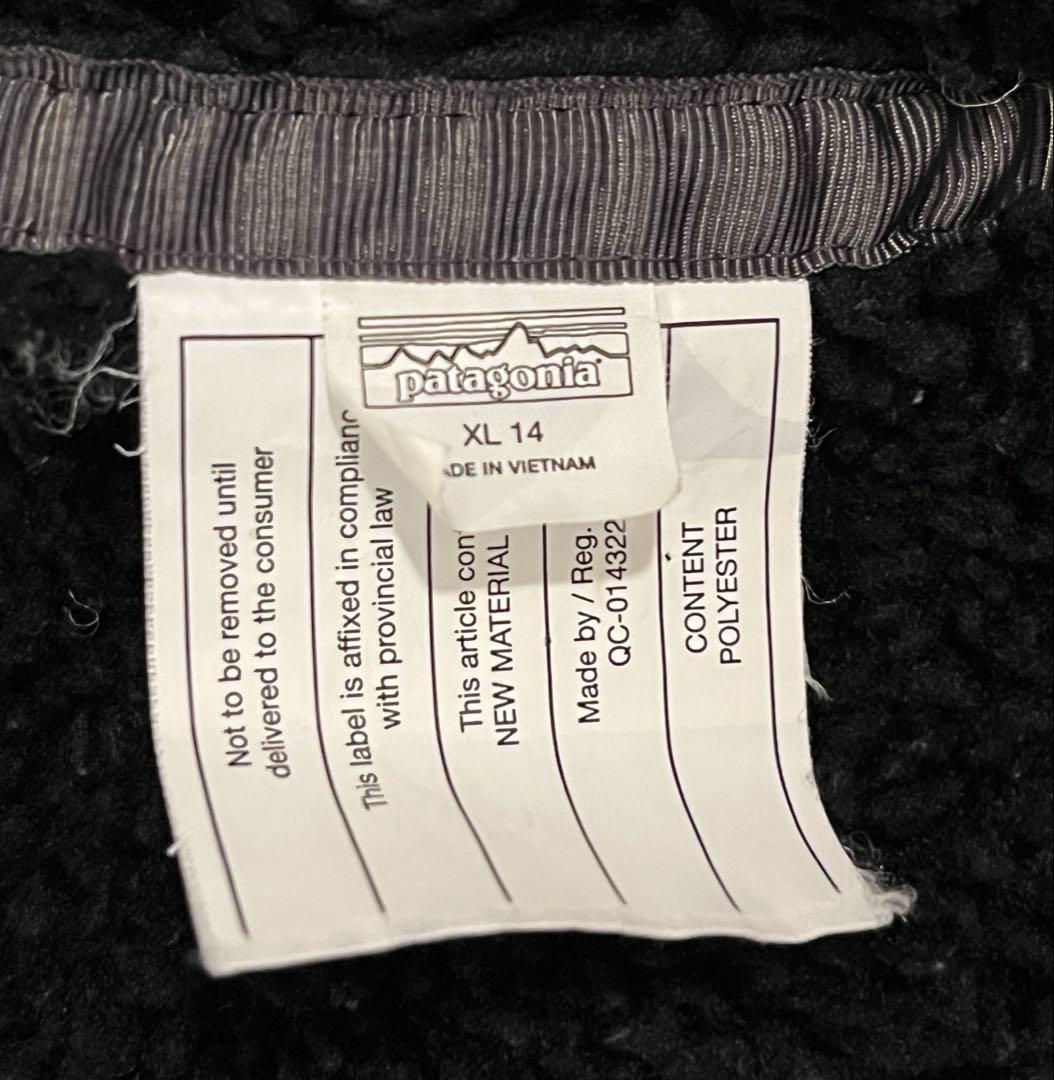 patagonia
XL 14
ADE IN VIETNAM
Not to be removed until
delivered to the consumer
This label is affixed in complianc
with provincial law
This article con
NEW MATERIAL
Made by / Reg.
QC-014322
CONTENT
POLYESTER